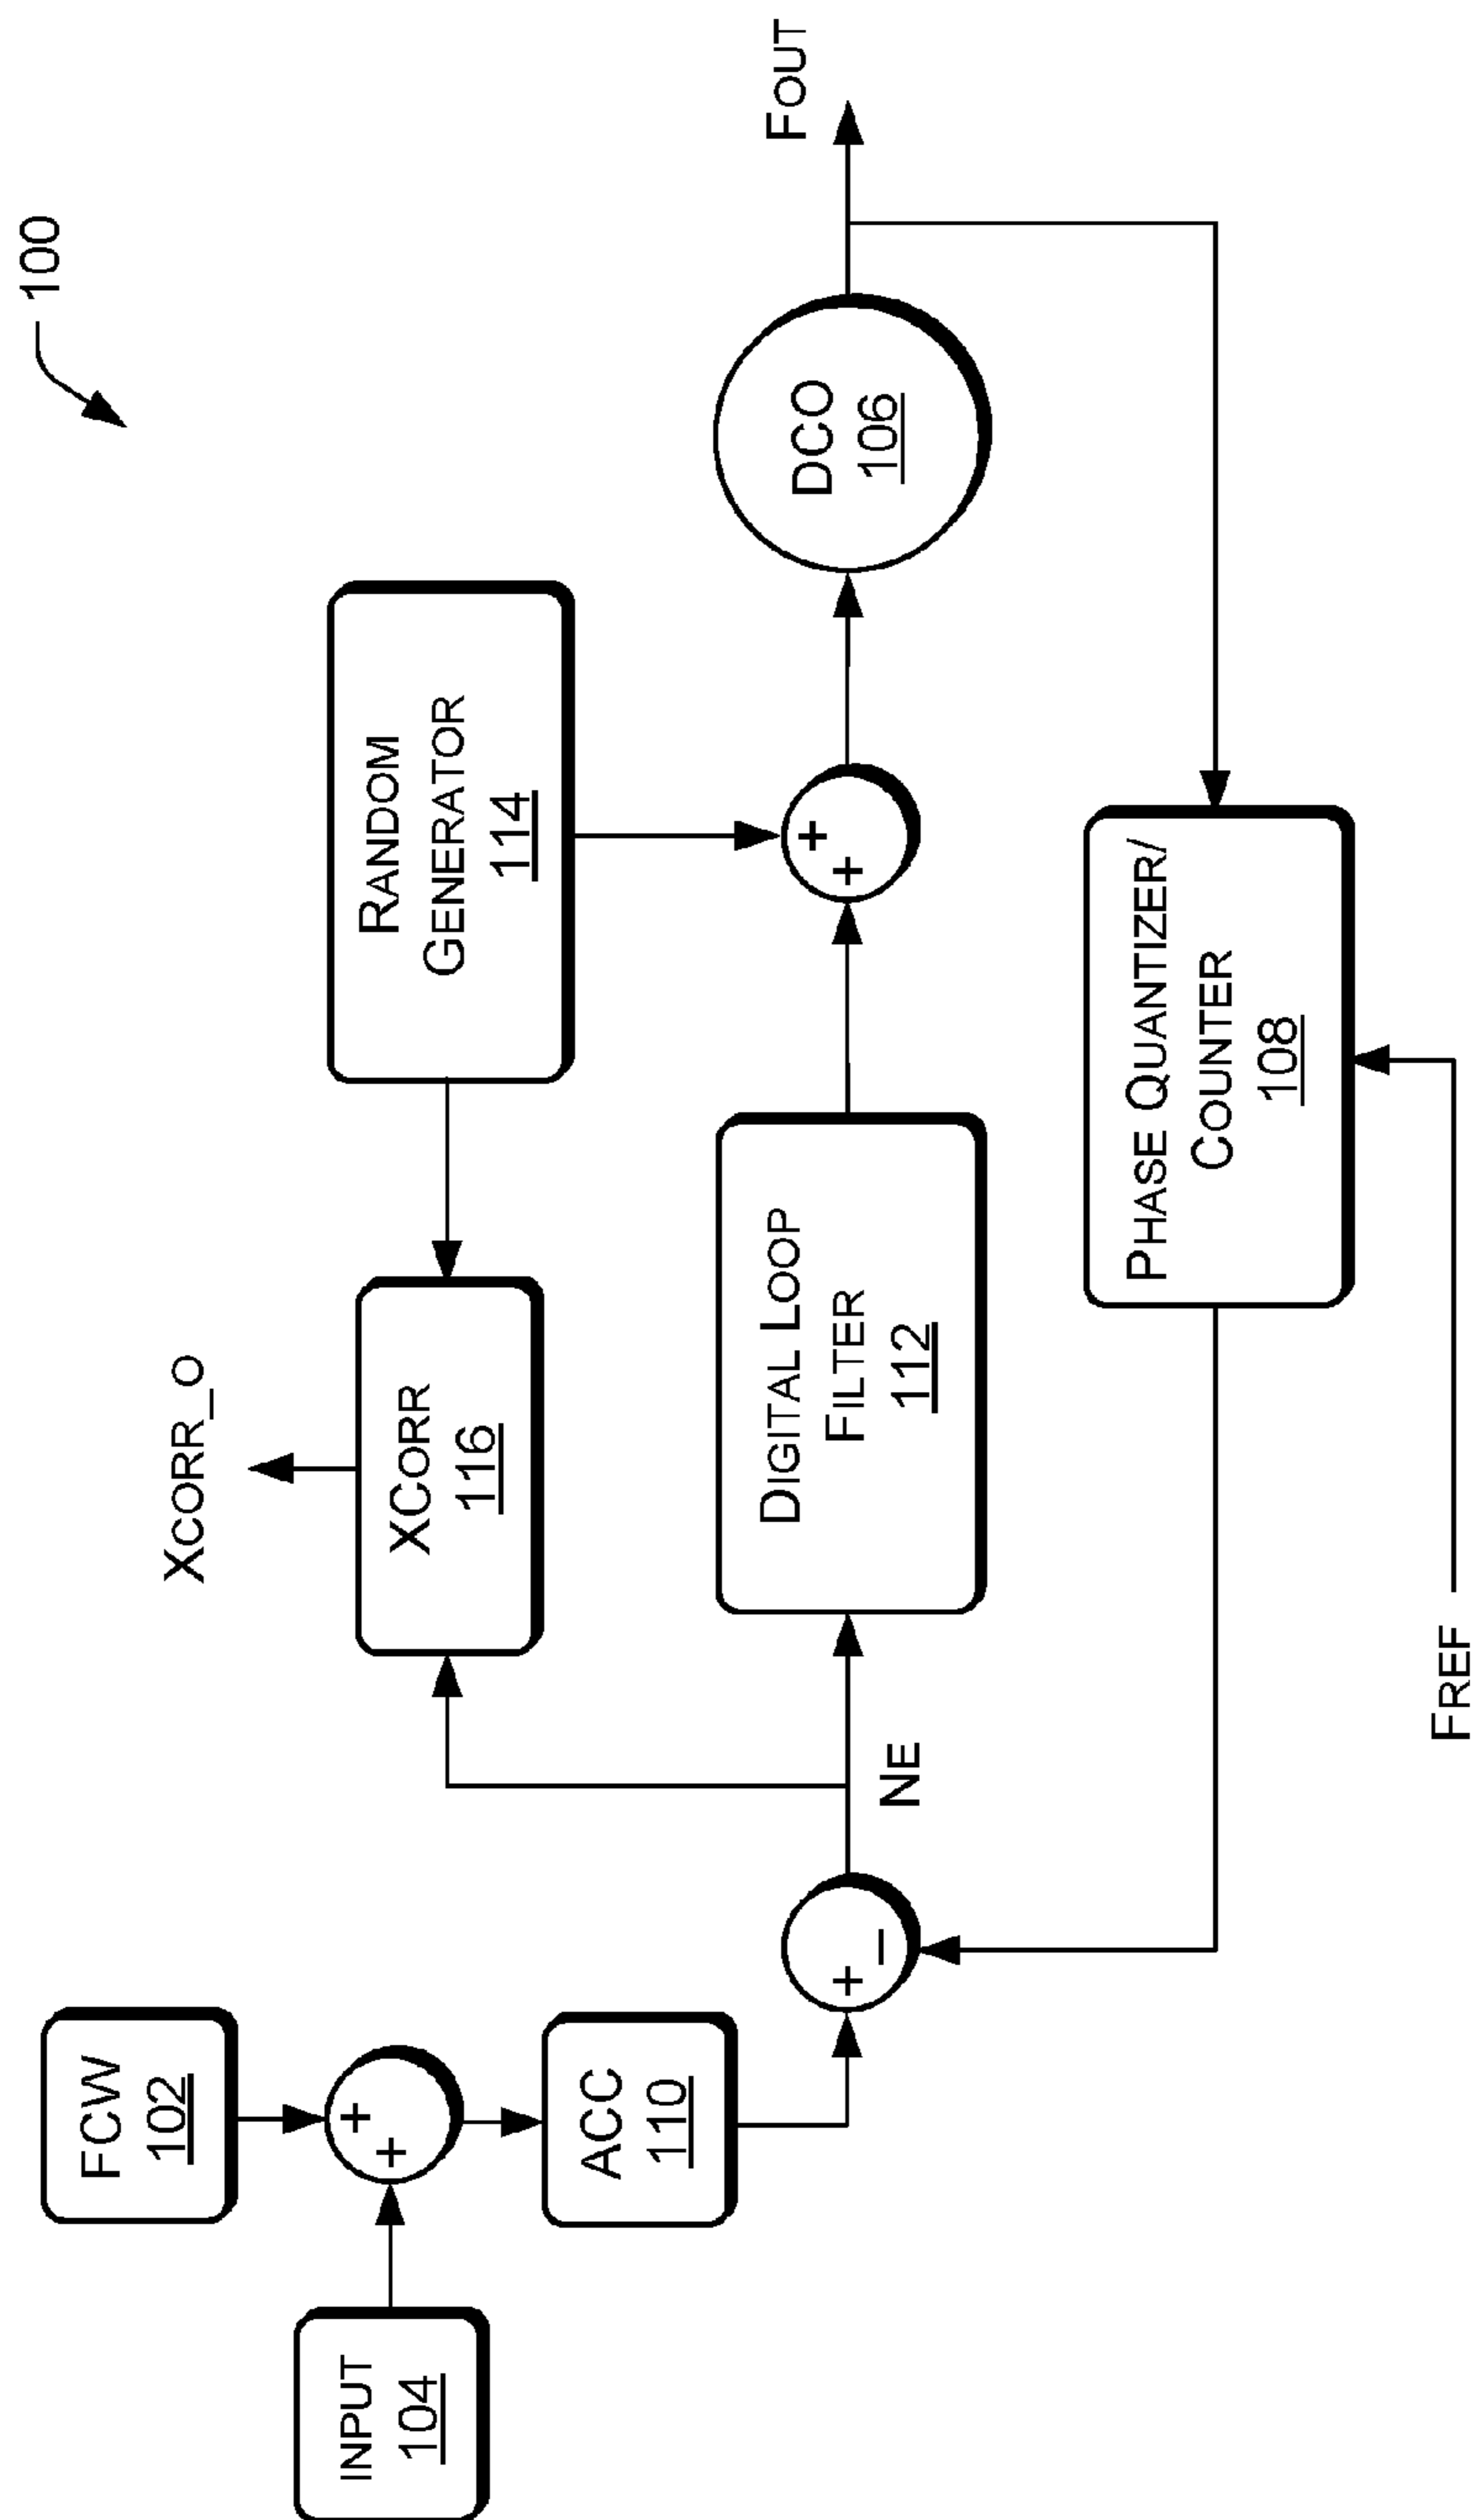 100
FCW
102
INPUT
104
ACC
110
XCORR_O
XCORR
116
RANDOM
GENERATOR
114
NE
DIGITAL LOOP
FILTER
112
DCO
106
FOUT
PHASE QUANTIZER/
COUNTER
108
FREF
+
+
+
−
+
+